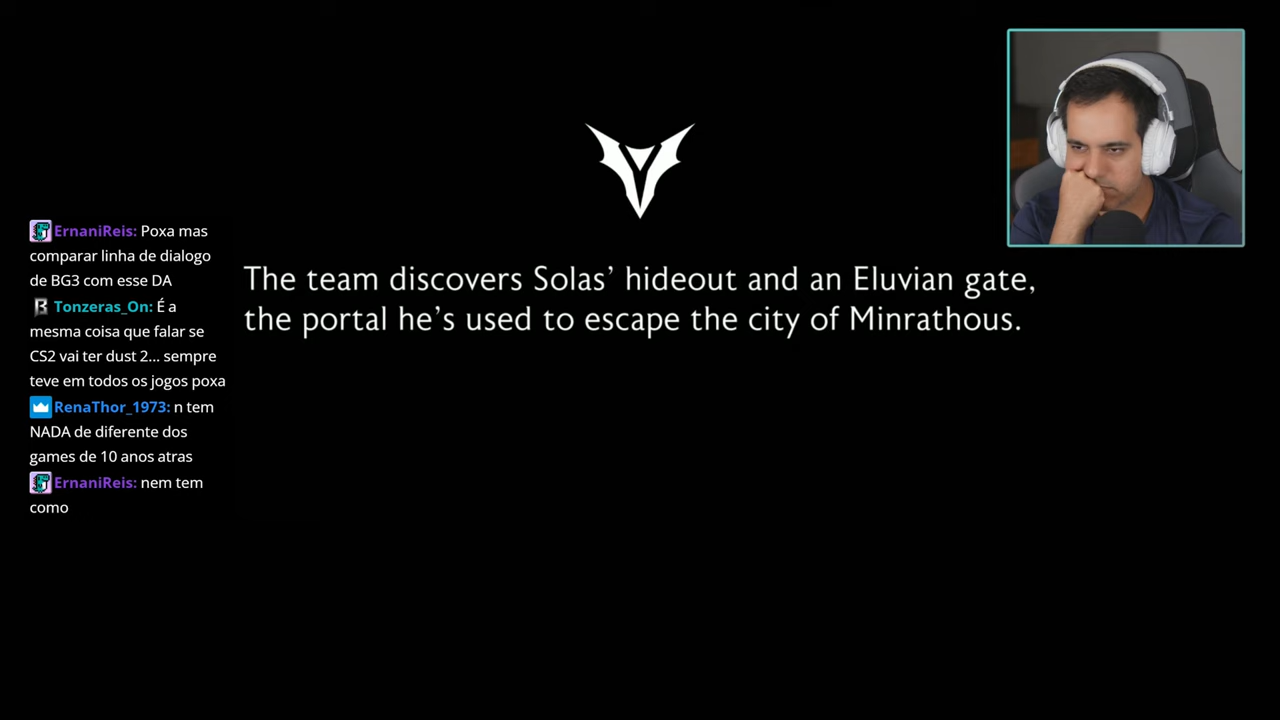 The team discovers Solas’ hideout and an Eluvian gate,
the portal he’s used to escape the city of Minrathous.
ErnaniReis: Poxa mas
comparar linha de dialogo
de BG3 com esse DA
Tonzeras_On: É a
mesma coisa que falar se
CS2 vai ter dust 2... sempre
teve em todos os jogos poxa
RenaThor_1973: n tem
NADA de diferente dos
games de 10 anos atras
ErnaniReis: nem tem
como